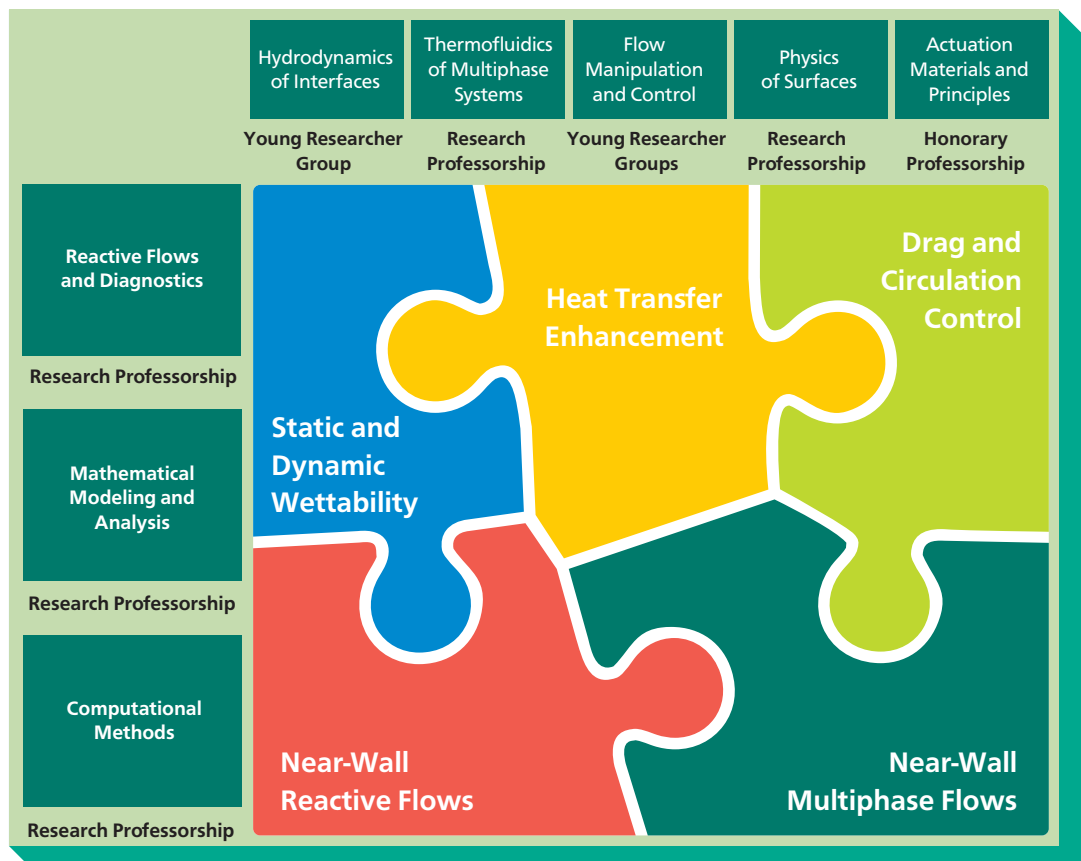 Hydrodynamics
of Interfaces
Thermofluidics
of Multiphase
Systems
Flow
Manipulation
and Control
Physics
of Surfaces
Actuation
Materials and
Principles
Young Researcher
Group
Research
Professorship
Young Researcher
Groups
Research
Professorship
Honorary
Professorship
Reactive Flows
and Diagnostics
Research Professorship
Mathematical
Modeling and
Analysis
Research Professorship
Computational
Methods
Research Professorship
Heat Transfer
Enhancement
Drag and
Circulation
Control
Static and
Dynamic
Wettability
Near-Wall
Reactive Flows
Near-Wall
Multiphase Flows